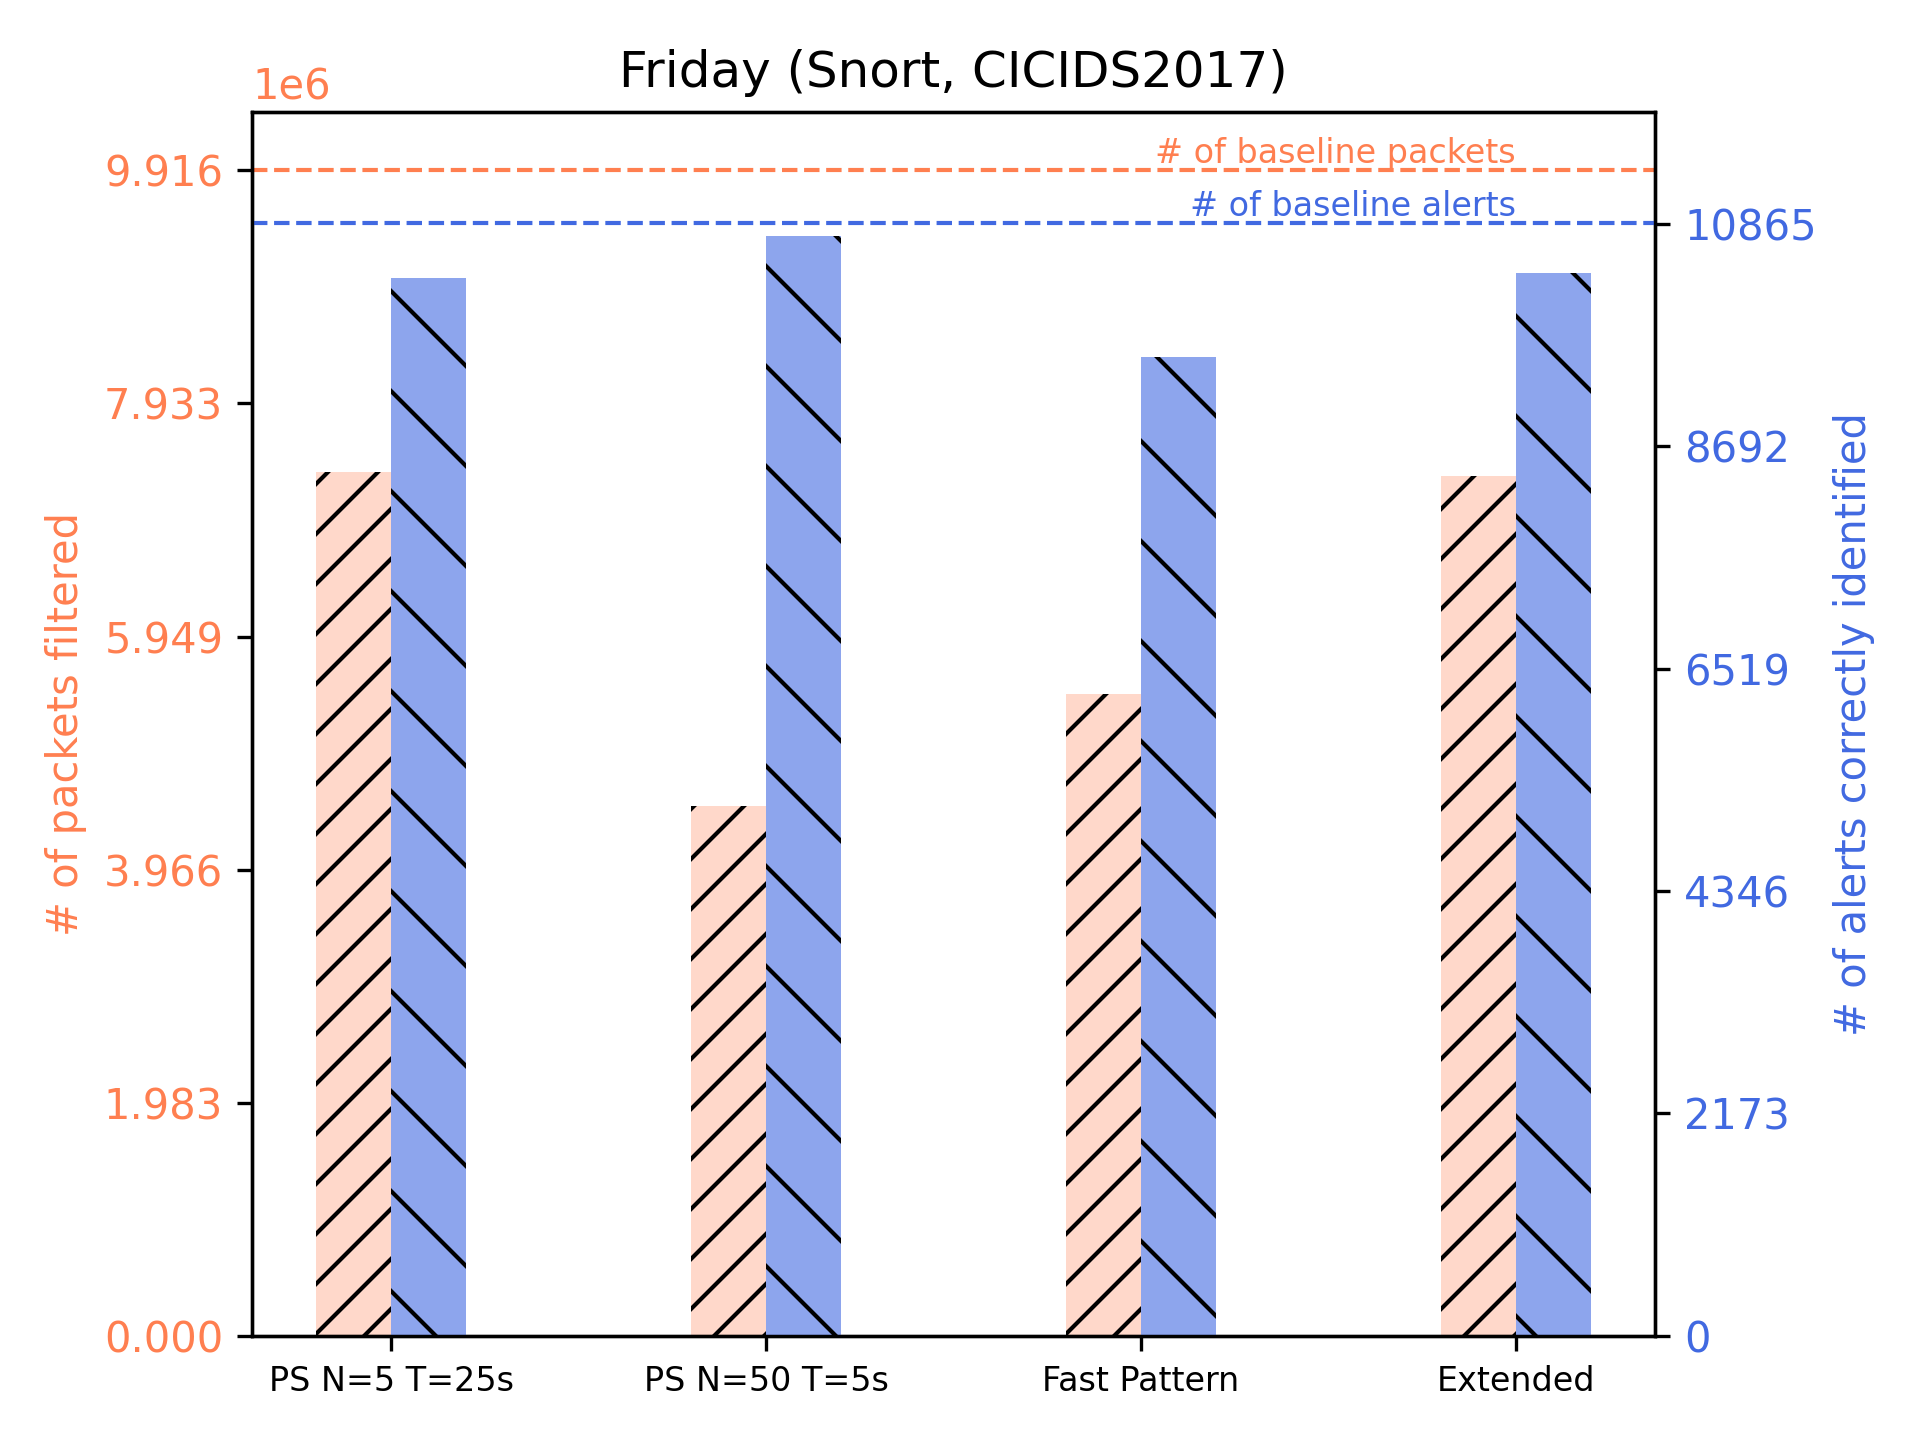 Friday (Snort, CICIDS2017)
1e6
# of baseline packets
# of baseline alerts
9.916
7.933
5.949
3.966
1.983
0.000
# of packets filtered
10865
8692
6519
4346
2173
0
# of alerts correctly identified
PS N=5 T=25s
PS N=50 T=5s
Fast Pattern
Extended